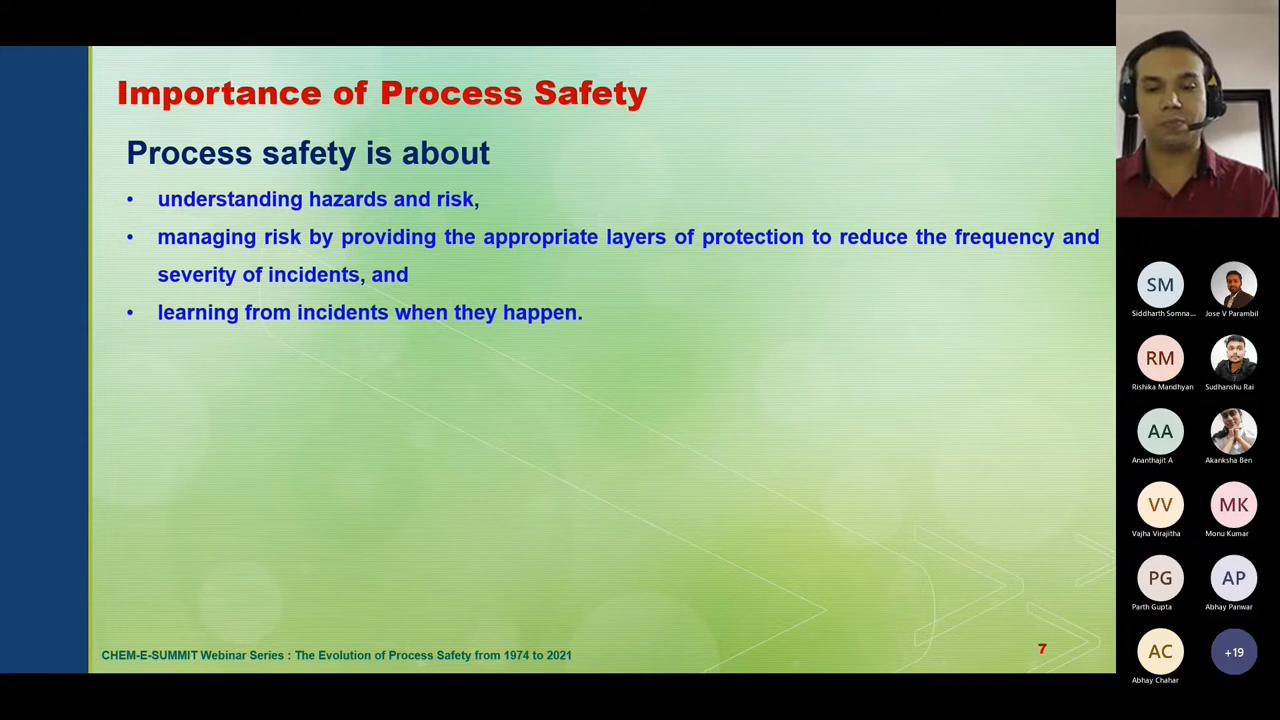 Importance of Process Safety
Process safety is about
• understanding hazards and risk,
• managing risk by providing the appropriate layers of protection to reduce the frequency and
severity of incidents, and
• learning from incidents when they happen.
CHEM-E-SUMMIT Webinar Series : The Evolution of Process Safety from 1974 to 2021
7
SM
Siddharth Somna...
Jose V Parambil
RM
Rishika Mandhyan
Sudhanshu Rai
AA
Ananthajit A
Akanksha Ben
VV
Vajha Virajitha
MK
Monu Kumar
PG
Parth Gupta
AP
Abhay Panwar
AC
Abhay Chahar
+19